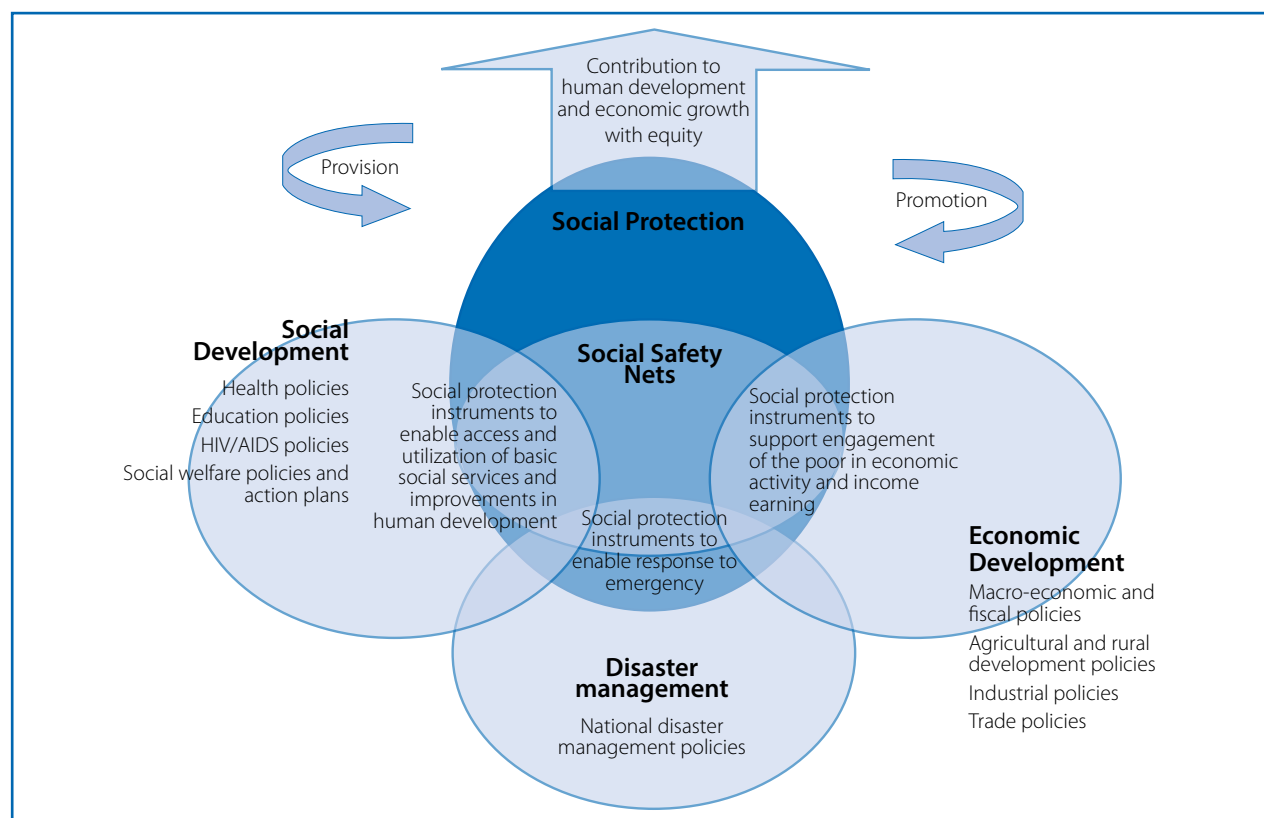 Contribution to
human development
and economic growth
with equity
Provision
Promotion
Social Protection
Social
Development
Health policies
Education policies
HIV/AIDS policies
Social welfare policies and
action plans
Social protection
instruments to
enable access and
utilization of basic
social services and
improvements in
human development
Social Safety
Nets
Social protection
instruments to
support engagement
of the poor in economic
activity and income
earning
Social protection
instruments to
enable response to
emergency
Economic
Development
Macro-economic and
fiscal policies
Agricultural and rural
development policies
Industrial policies
Trade policies
Disaster
management
National disaster
management policies